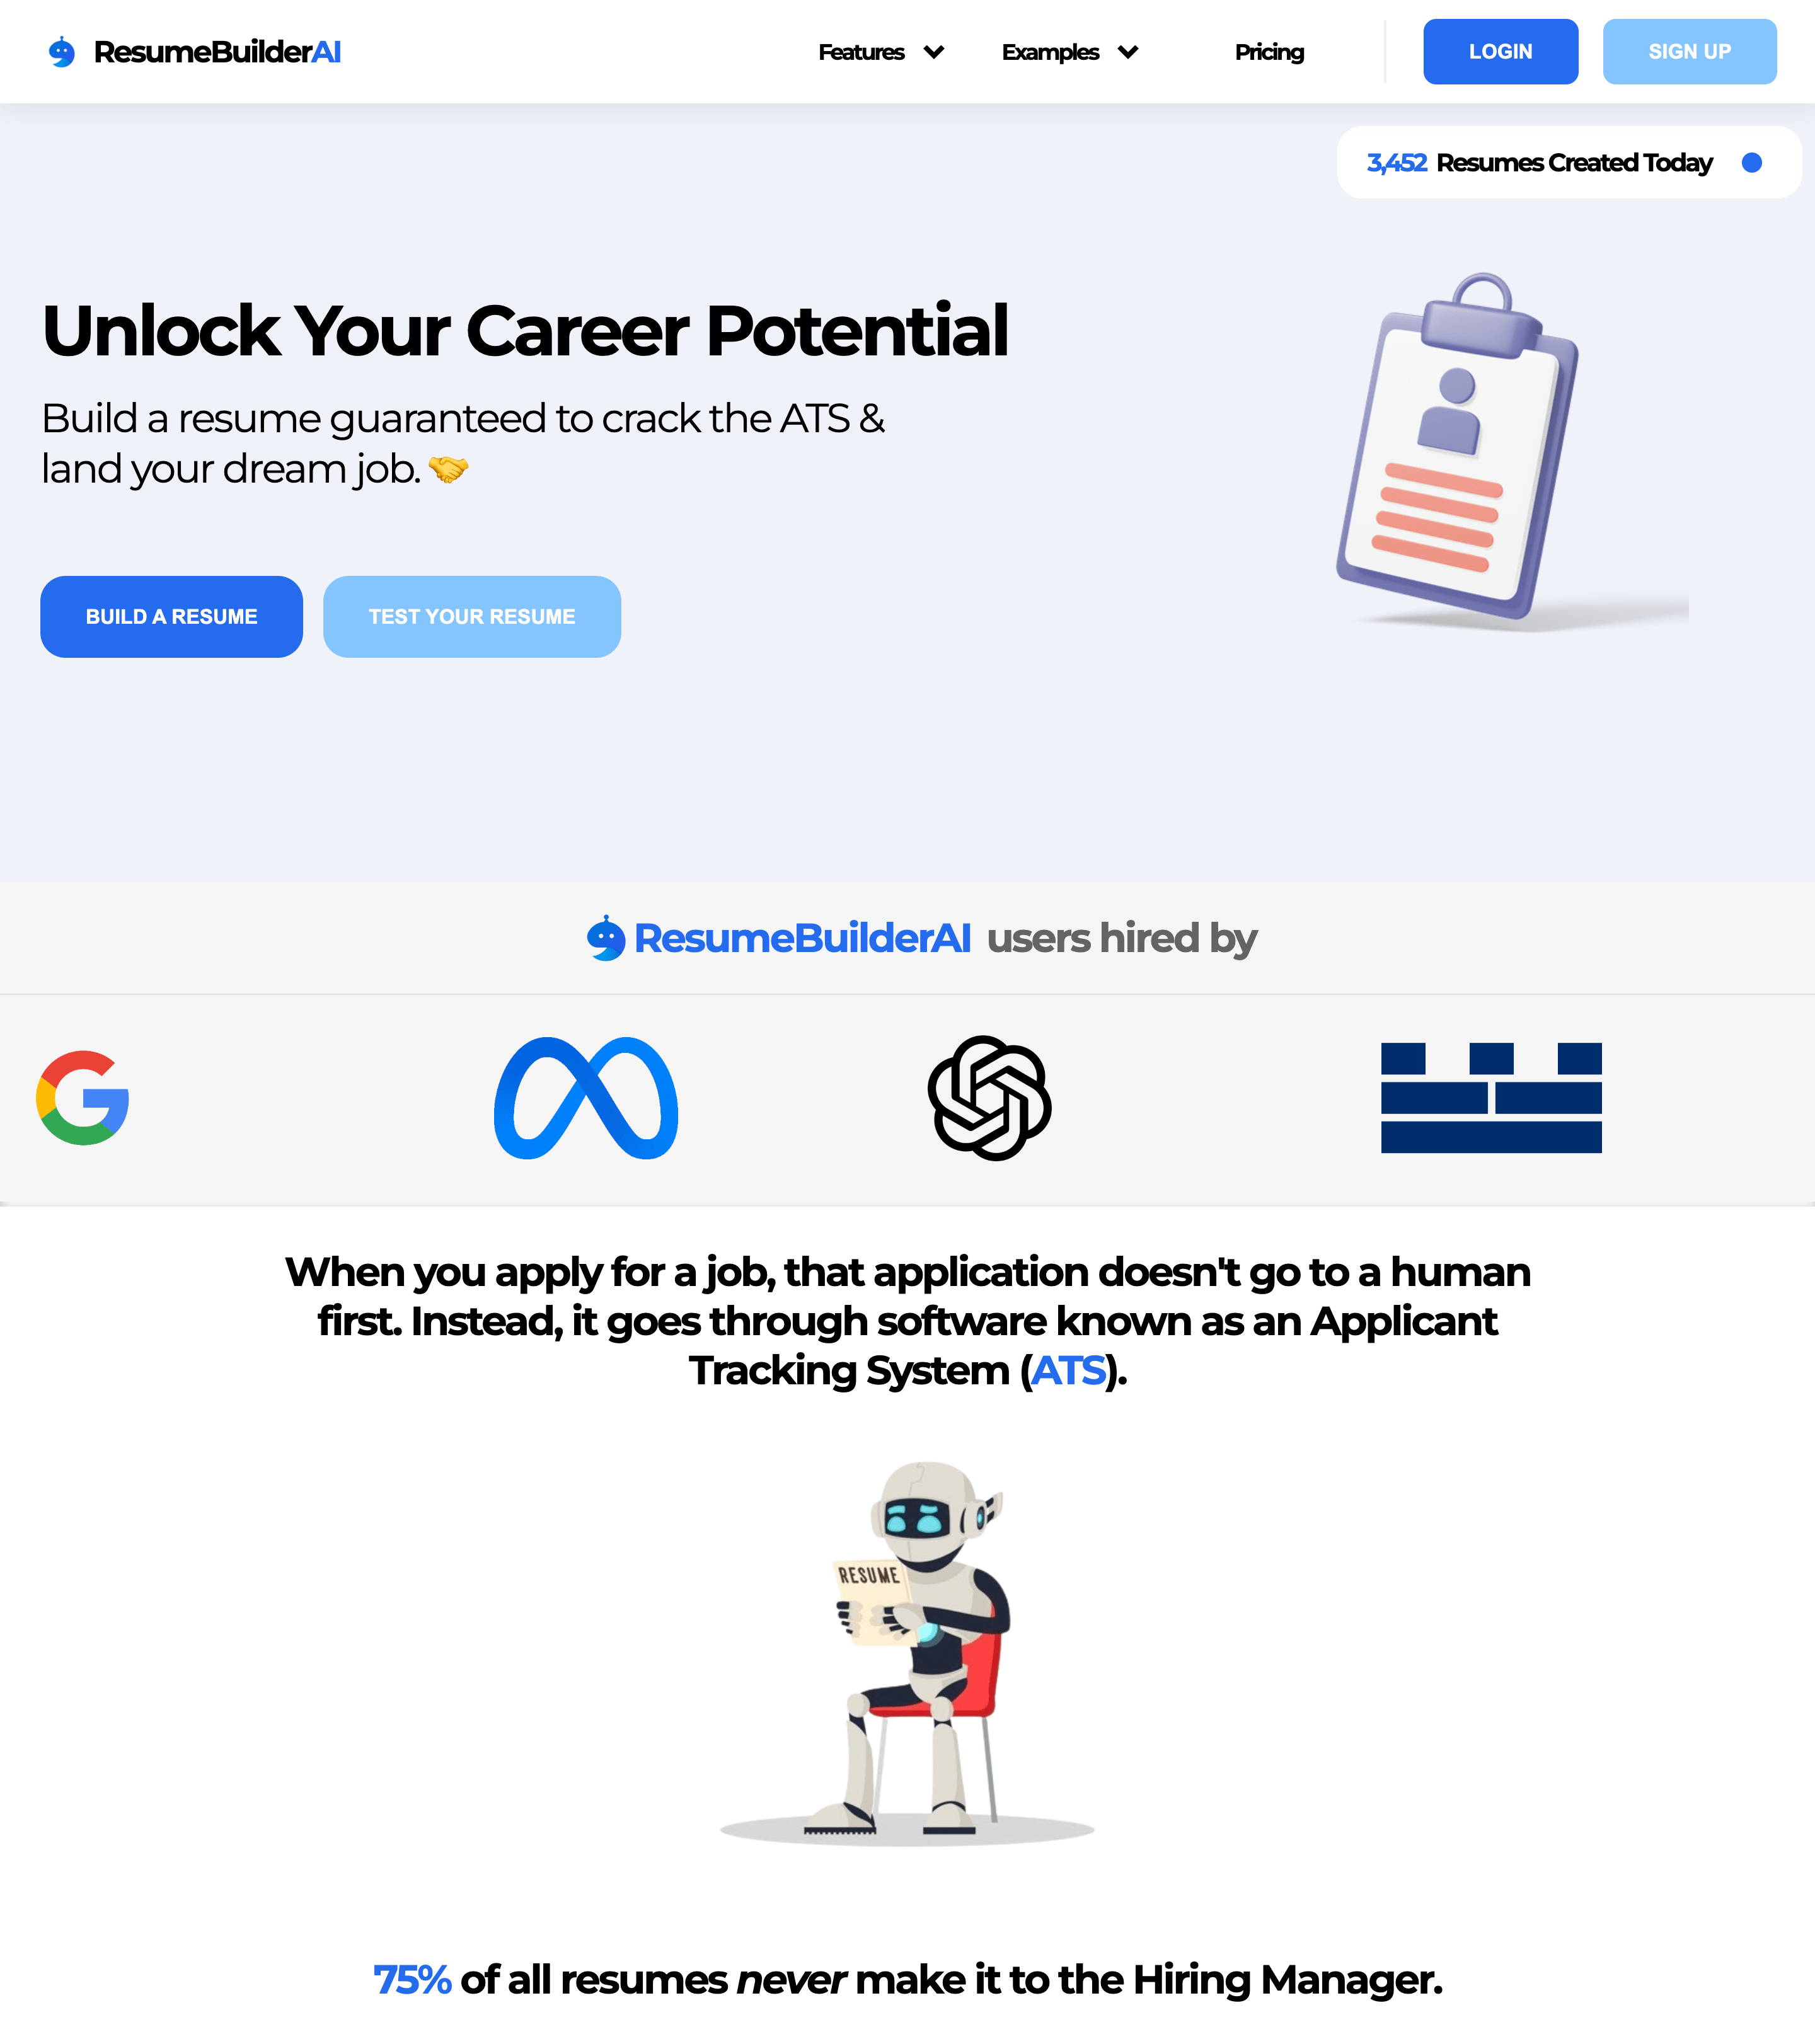 ResumeBuilderAI
Features
Examples
Pricing
LOGIN
SIGN UP
3,452 Resumes Created Today
Unlock Your Career Potential
Build a resume guaranteed to crack the ATS &
land your dream job. 🤝
BUILD A RESUME
TEST YOUR RESUME
ResumeBuilderAI users hired by
When you apply for a job, that application doesn't go to a human
first. Instead, it goes through software known as an Applicant
Tracking System (ATS).
RESUME
75% of all resumes never make it to the Hiring Manager.